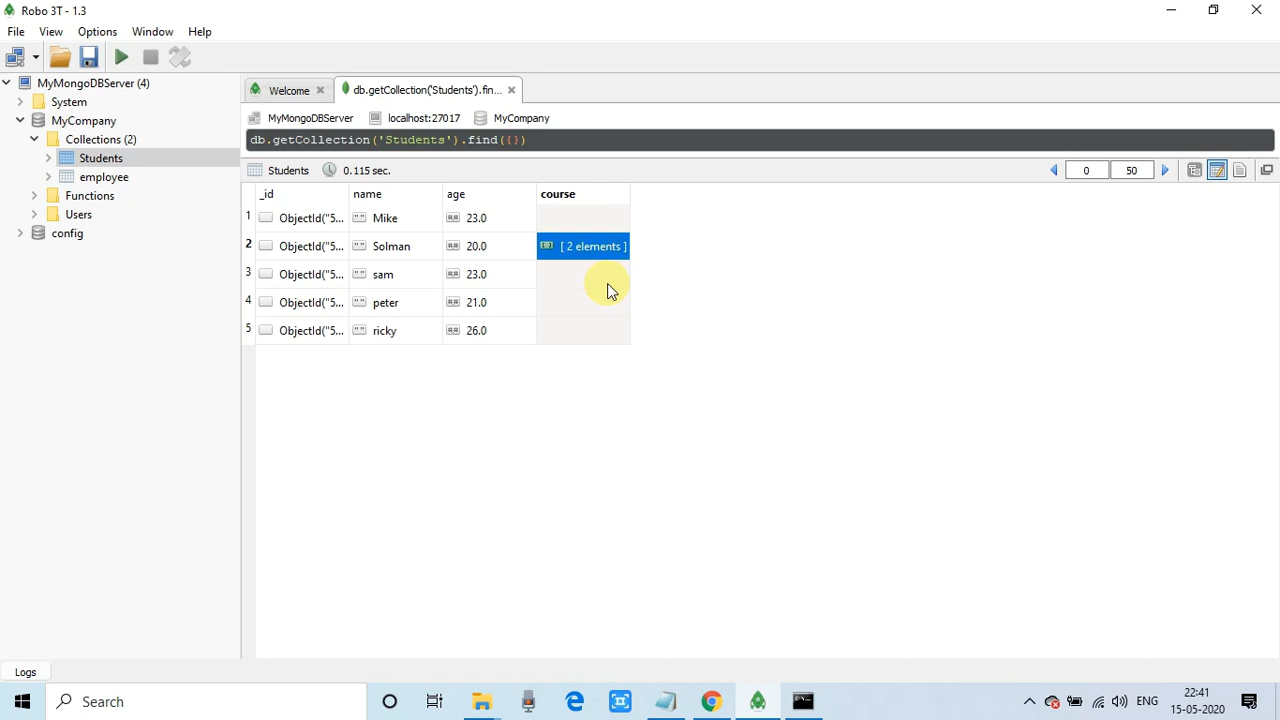 Robo 3T - 1.3
File View Options Window Help
MyMongoDBServer (4)
System
MyCompany
Collections (2)
Students
employee
Functions
Users
config
Welcome
db.getCollection('Students').fin...
MyMongoDBServer localhost:27017 MyCompany
db.getCollection('Students').find({})
Students 0.115 sec.
0 50
_id name age course
1 ObjectId("5... Mike 23.0
2 ObjectId("5... Solman 20.0 [ 2 elements ]
3 ObjectId("5... sam 23.0
4 ObjectId("5... peter 21.0
5 ObjectId("5... ricky 26.0
Logs
Search
ENG
22:41
15-05-2020